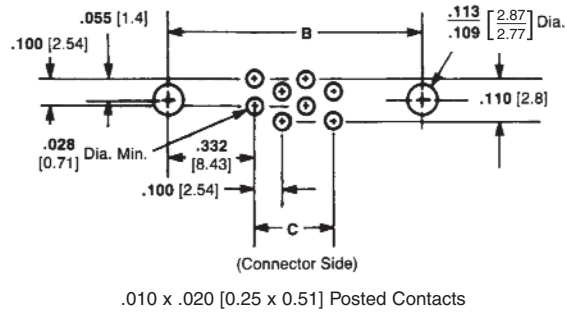 .055 [1.4]
.100 [2.54]
B
.113
.109
[2.87
2.77]
Dia.
.110 [2.8]
.028
[0.71]
Dia. Min.
.332
[8.43]
.100 [2.54]
C
(Connector Side)
.010 x .020 [0.25 x 0.51] Posted Contacts